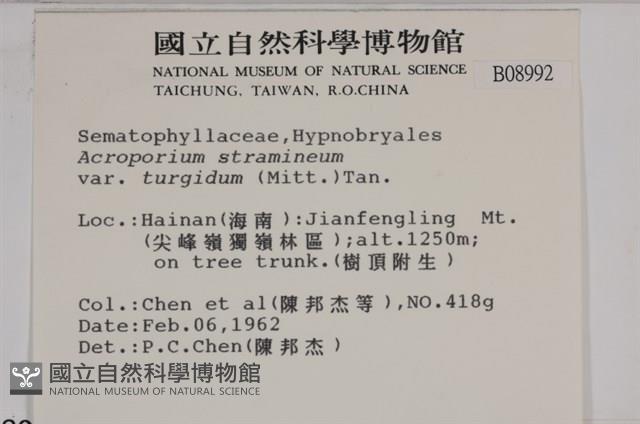 國立自然科學博物館
NATIONAL MUSEUM OF NATURAL SCIENCE
B08992
TAICHUNG, TAIWAN, R.O.CHINA
Sematophyllaceae,Hypnobryales
Acroporium stramineum
var. turgidum (Mitt.)Tan.
Loc.:Hainan(海南):Jianfengling Mt.
(尖峰嶺獨嶺林區);alt.1250m;
on tree trunk.(樹頂附生)
Col.:Chen et al(陳邦杰等),NO.418g
Date:Feb.06,1962
Det.:P.C.Chen(陳邦杰)
國立自然科學博物館
NATIONAL MUSEUM OF NATURAL SCIENCE